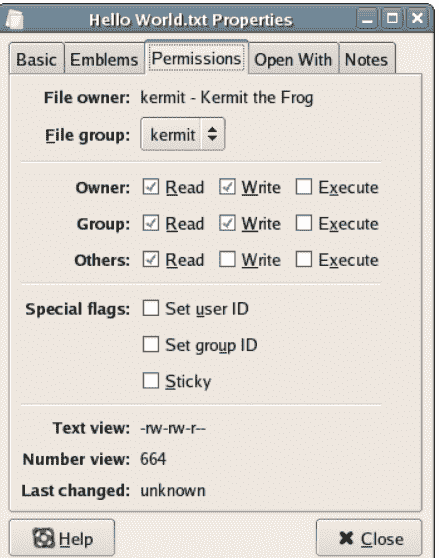 Hello World.txt Properties
Basic Emblems Permissions Open With Notes
File owner: kermit - Kermit the Frog
File group: kermit
Owner: Read Write Execute
Group: Read Write Execute
Others: Read Write Execute
Special flags: Set user ID
Set group ID
Sticky
Text view: -rw-rw-r--
Number view: 664
Last changed: unknown
Help Close